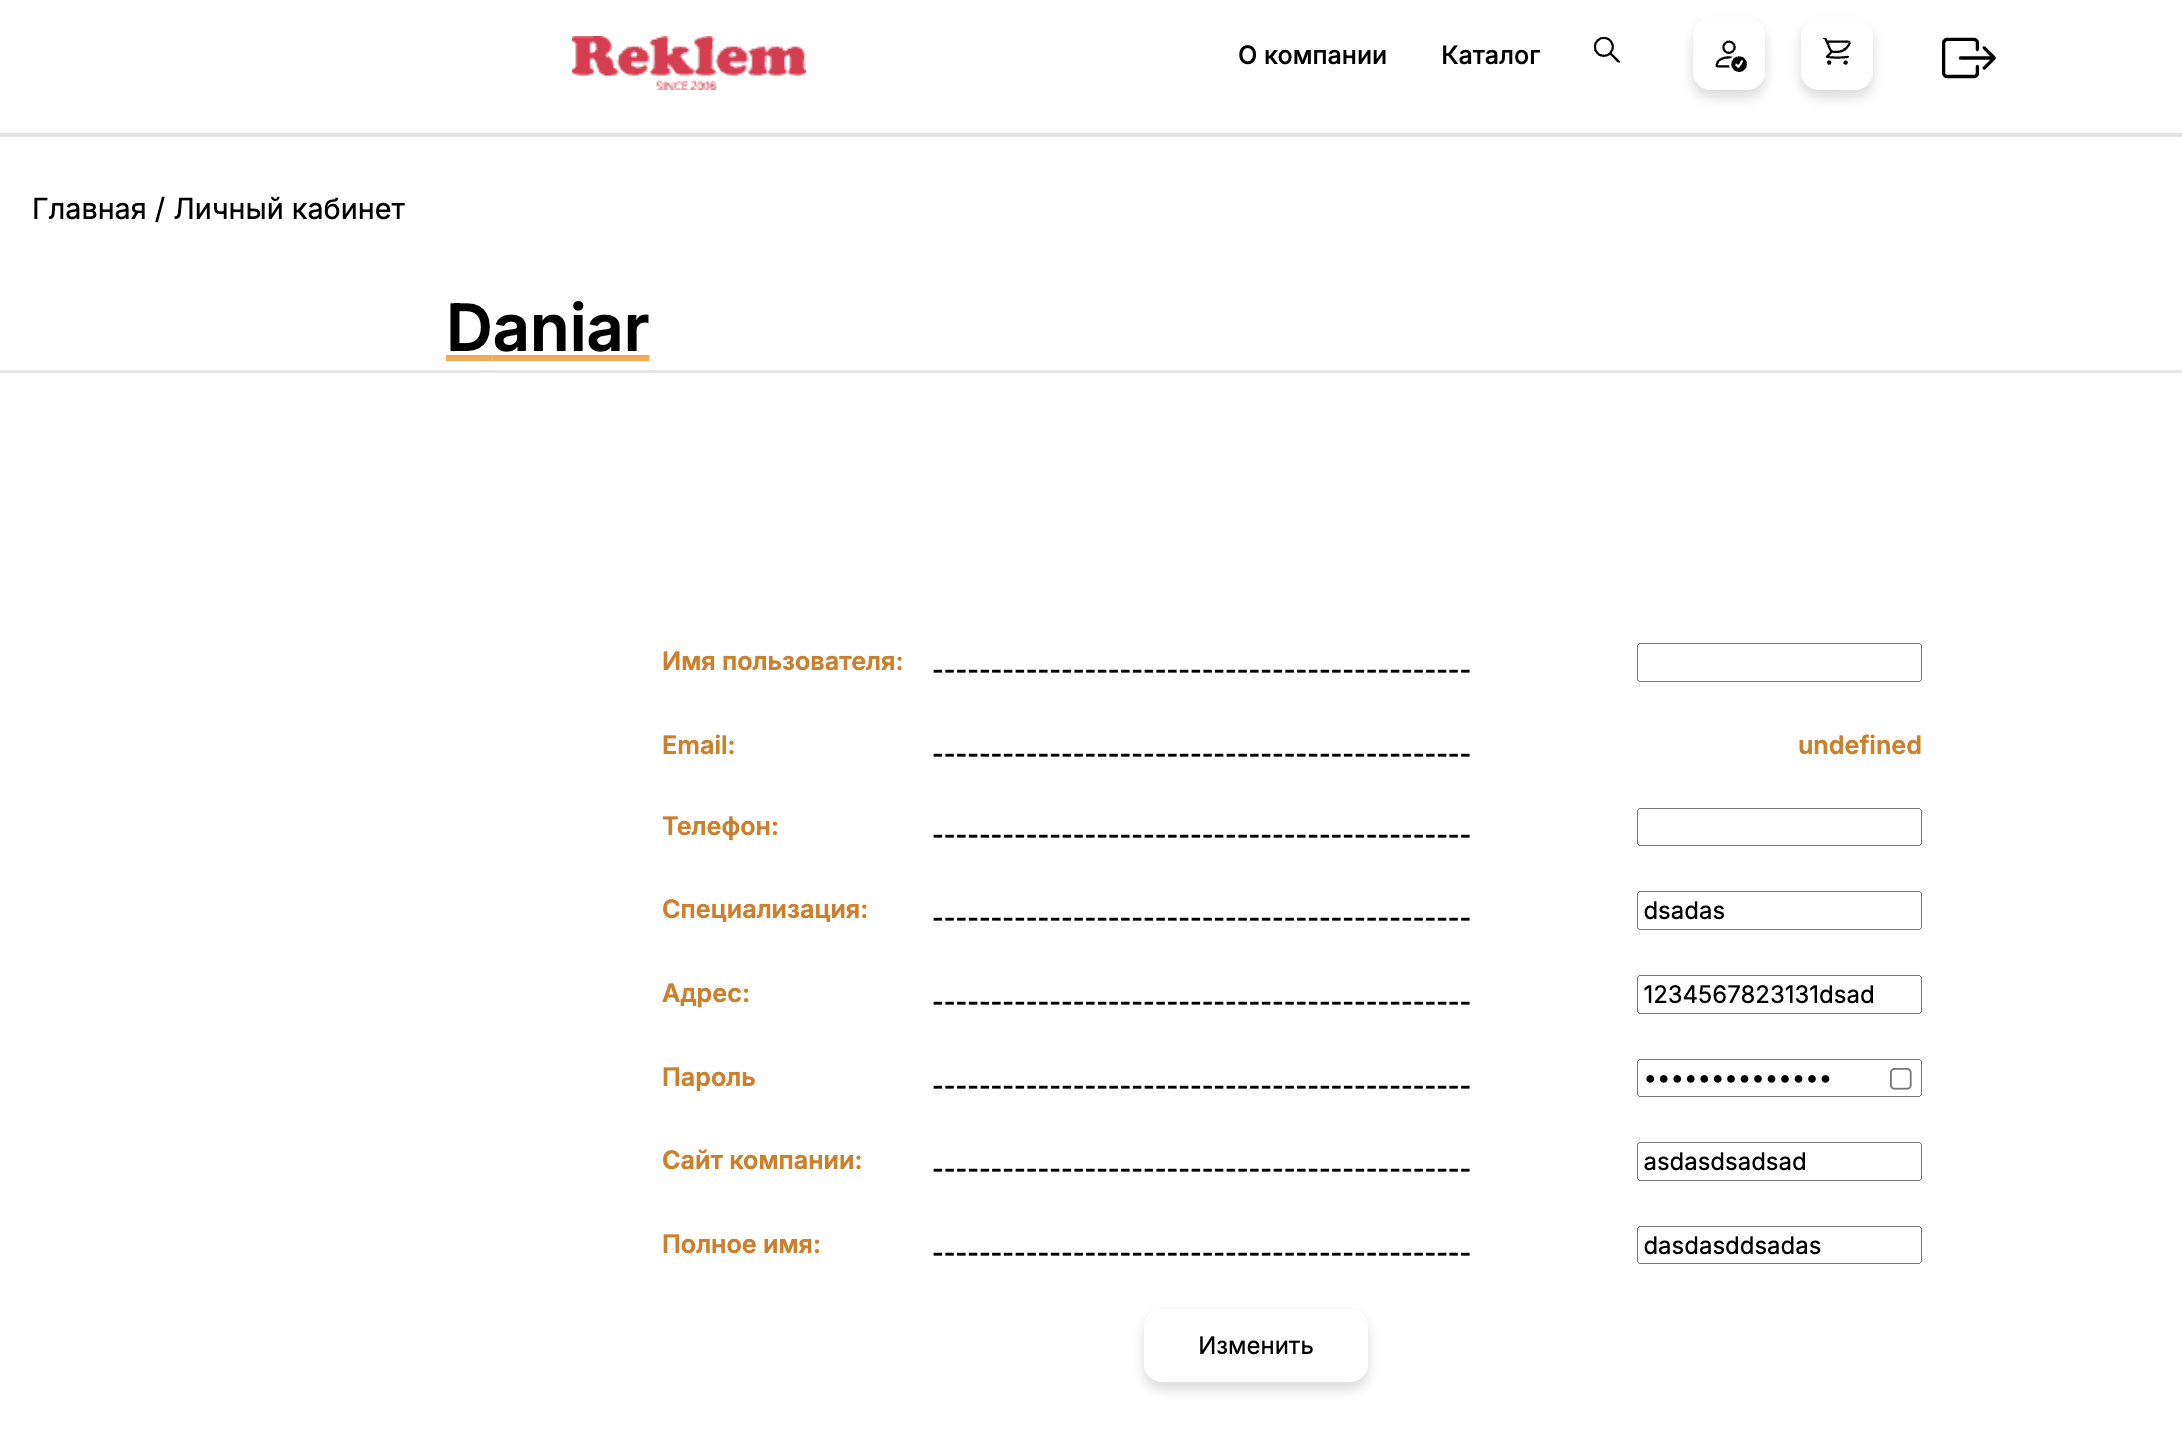 Reklem
SINCE 2008
О компании
Каталог
Главная / Личный кабинет
Daniar
Имя пользователя: ----------------------------------------------
Email: ---------------------------------------------- undefined
Телефон: ----------------------------------------------
Специализация: ---------------------------------------------- dsadas
Адрес: ---------------------------------------------- 1234567823131dsad
Пароль ---------------------------------------------- ••••••••••••••
Сайт компании: ---------------------------------------------- asdasdsadsad
Полное имя: ---------------------------------------------- dasdasddsadas
Изменить